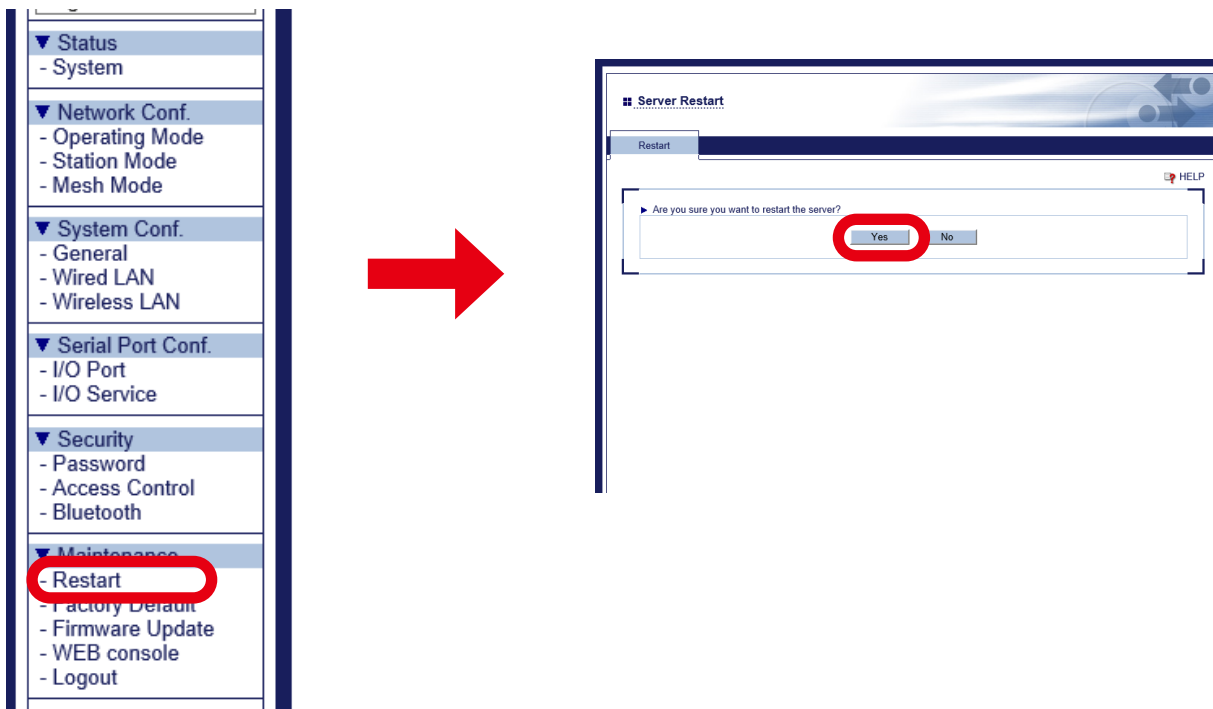 ▼ Status
- System
▼ Network Conf.
- Operating Mode
- Station Mode
- Mesh Mode
▼ System Conf.
- General
- Wired LAN
- Wireless LAN
▼ Serial Port Conf.
- I/O Port
- I/O Service
▼ Security
- Password
- Access Control
- Bluetooth
▼ Maintenance
- Restart
- Factory Default
- Firmware Update
- WEB console
- Logout
Server Restart
Restart
HELP
Are you sure you want to restart the server?
Yes No